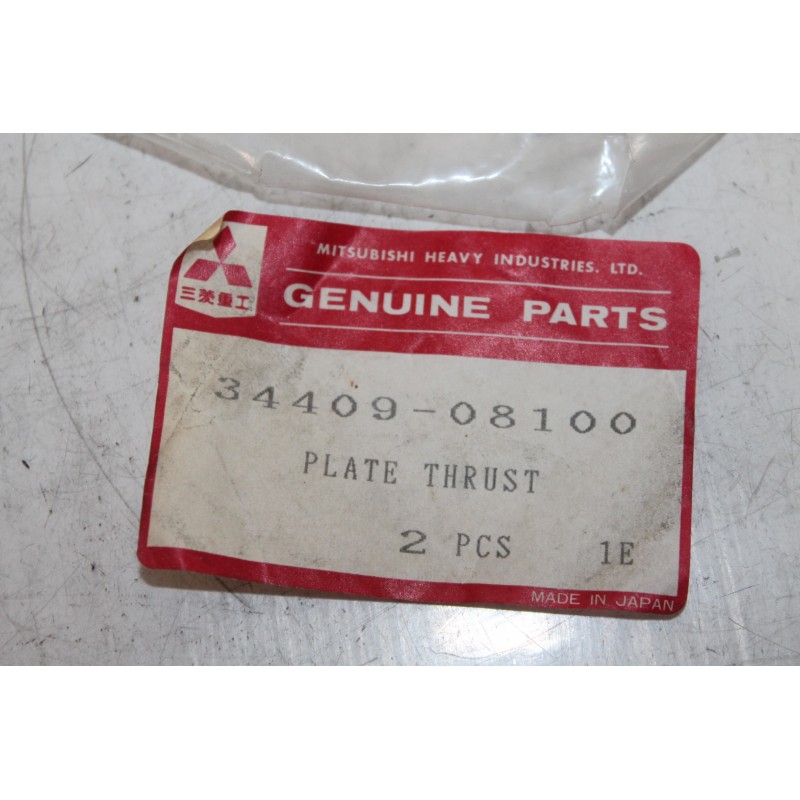 MITSUBISHI HEAVY INDUSTRIES. LTD.
三菱重工
GENUINE PARTS
34409-08100
PLATE THRUST
2 PCS 1E
MADE IN JAPAN